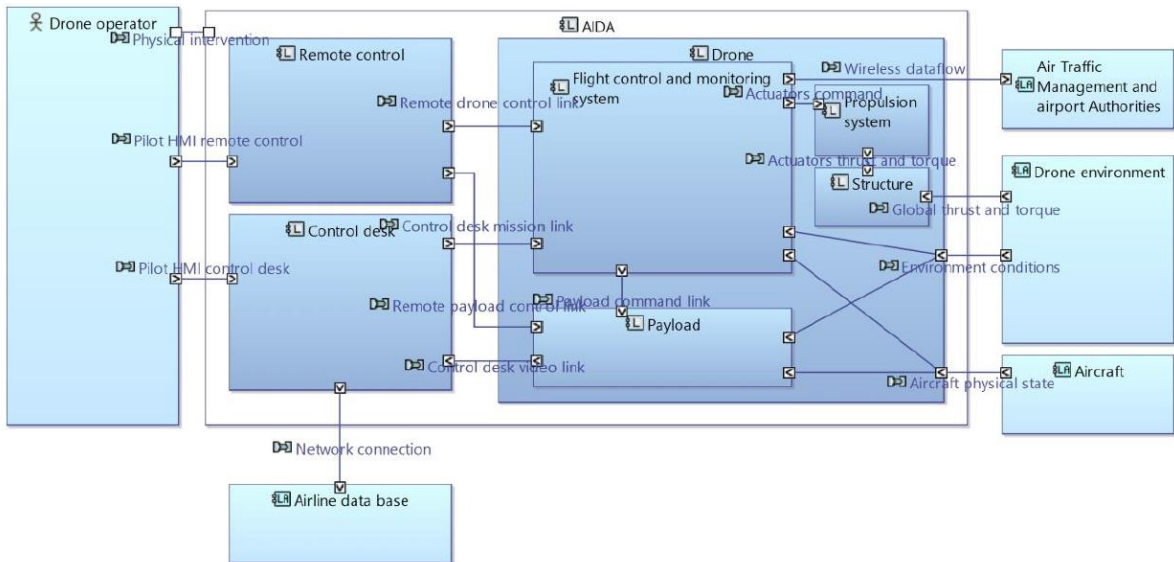 AIDA
Drone operator
Physical intervention
Remote control
Drone
Flight control and monitoring
system
Wireless dataflow
Air Traffic
Management and
airport Authorities
Actuators command
Propulsion
system
Remote drone control link
Pilot HMI remote control
Actuators thrust and torque
Structure
Drone environment
Global thrust and torque
Control desk
Control desk mission link
Pilot HMI control desk
Environment conditions
Remote payload control link
Payload command link
Payload
Control desk video link
Aircraft physical state
Aircraft
Network connection
Airline data base